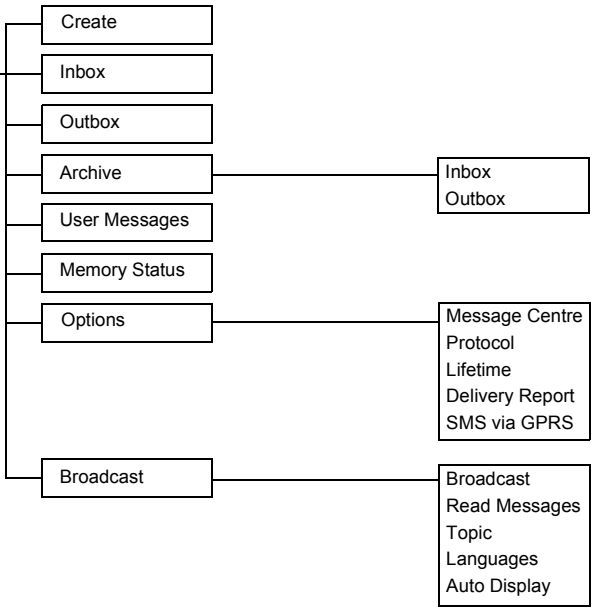 Create
Inbox
Outbox
Archive
Inbox
Outbox
User Messages
Memory Status
Options
Message Centre
Protocol
Lifetime
Delivery Report
SMS via GPRS
Broadcast
Broadcast
Read Messages
Topic
Languages
Auto Display